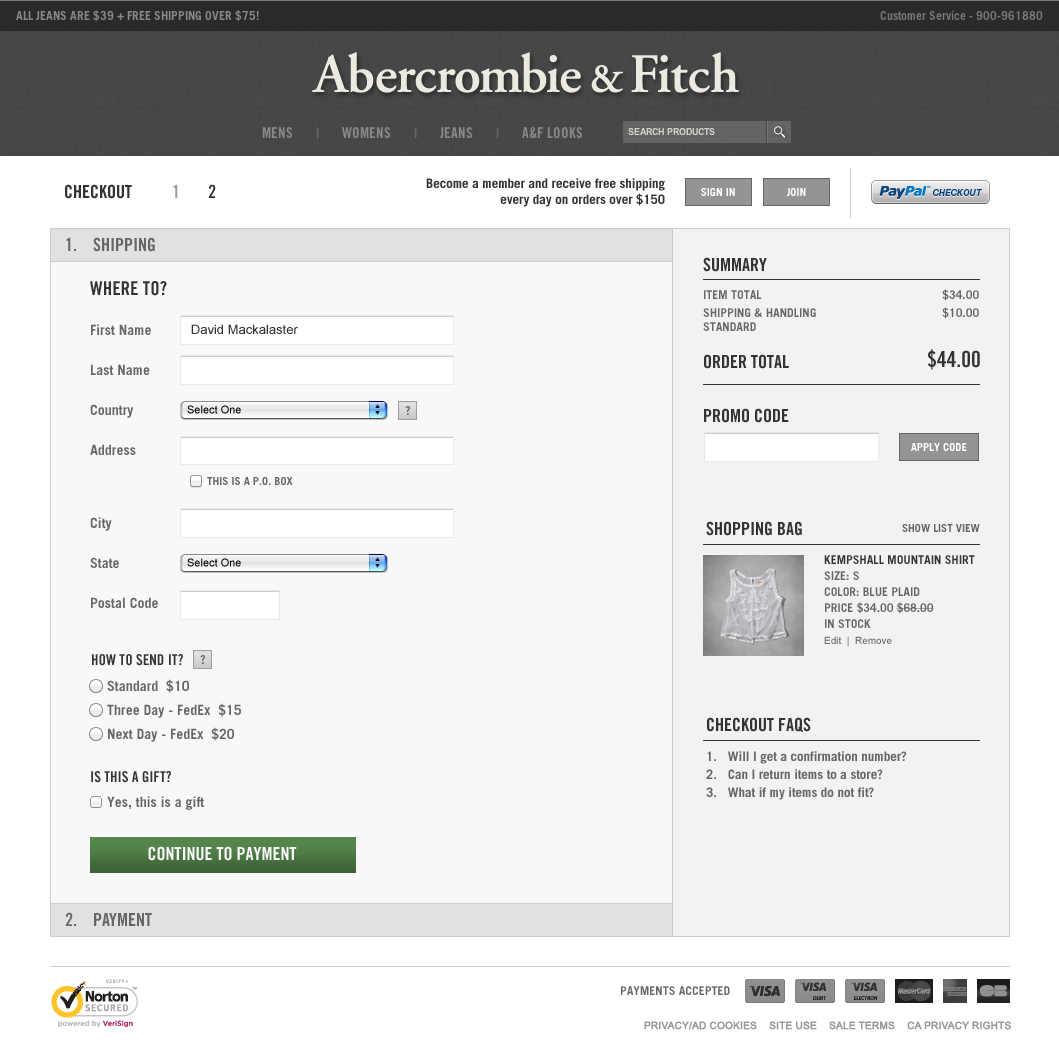 ALL JEANS ARE $39 + FREE SHIPPING OVER $75!
Customer Service - 900-961880
Abercrombie & Fitch
MENS | WOMENS | JEANS | A&F LOOKS
SEARCH PRODUCTS
CHECKOUT 1 2
Become a member and receive free shipping
every day on orders over $150
SIGN IN
JOIN
PayPal™ CHECKOUT
1. SHIPPING
WHERE TO?
First Name
David Mackalaster
Last Name
Country
Select One
?
Address
THIS IS A P.O. BOX
City
State
Select One
Postal Code
HOW TO SEND IT?
?
Standard $10
Three Day - FedEx $15
Next Day - FedEx $20
IS THIS A GIFT?
Yes, this is a gift
CONTINUE TO PAYMENT
2. PAYMENT
SUMMARY
ITEM TOTAL $34.00
SHIPPING & HANDLING $10.00
STANDARD
ORDER TOTAL $44.00
PROMO CODE
APPLY CODE
SHOPPING BAG
SHOW LIST VIEW
KEMPSHALL MOUNTAIN SHIRT
SIZE: S
COLOR: BLUE PLAID
PRICE $34.00 $68.00
IN STOCK
Edit | Remove
CHECKOUT FAQS
1. Will I get a confirmation number?
2. Can I return items to a store?
3. What if my items do not fit?
VERIFY
Norton
SECURED
powered by VeriSign
PAYMENTS ACCEPTED
VISA
VISA DEBIT
VISA ELECTRON
MasterCard
CB
PRIVACY/AD COOKIES SITE USE SALE TERMS CA PRIVACY RIGHTS